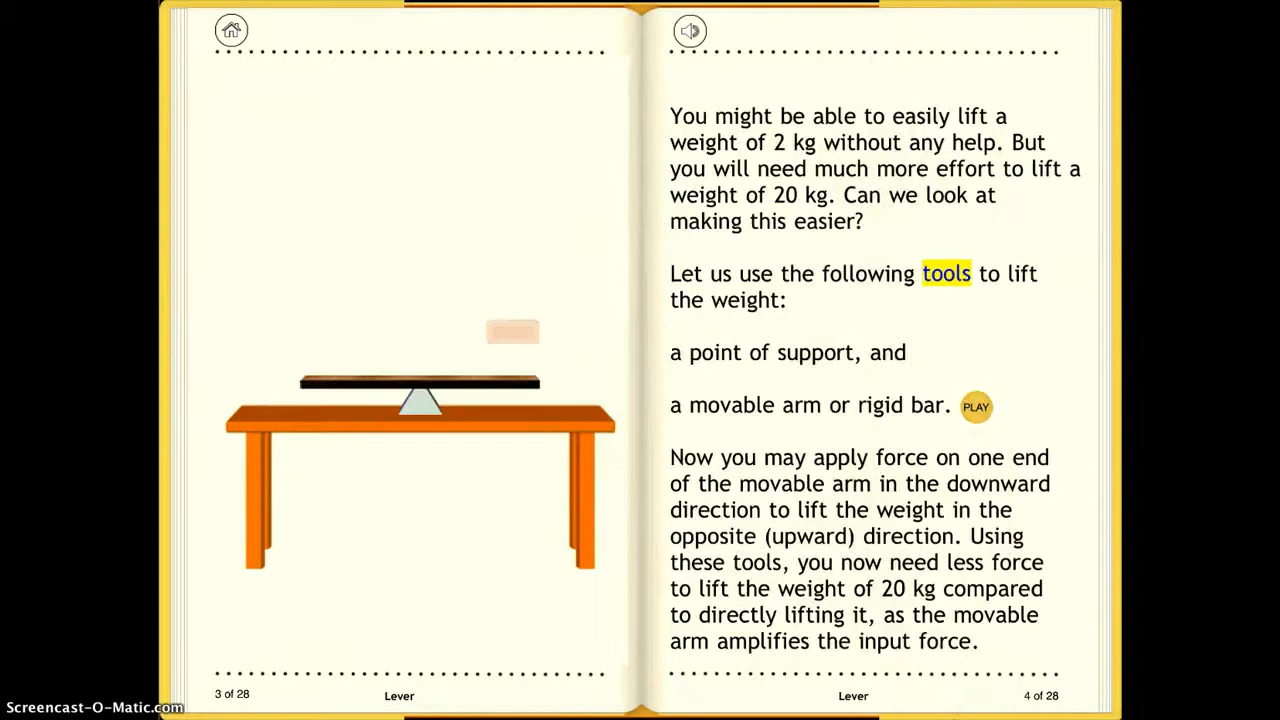 You might be able to easily lift a
weight of 2 kg without any help. But
you will need much more effort to lift a
weight of 20 kg. Can we look at
making this easier?
Let us use the following tools to lift
the weight:
a point of support, and
a movable arm or rigid bar. PLAY
Now you may apply force on one end
of the movable arm in the downward
direction to lift the weight in the
opposite (upward) direction. Using
these tools, you now need less force
to lift the weight of 20 kg compared
to directly lifting it, as the movable
arm amplifies the input force.
3 of 28
Lever
Lever
4 of 28
Screencast-O-Matic.com